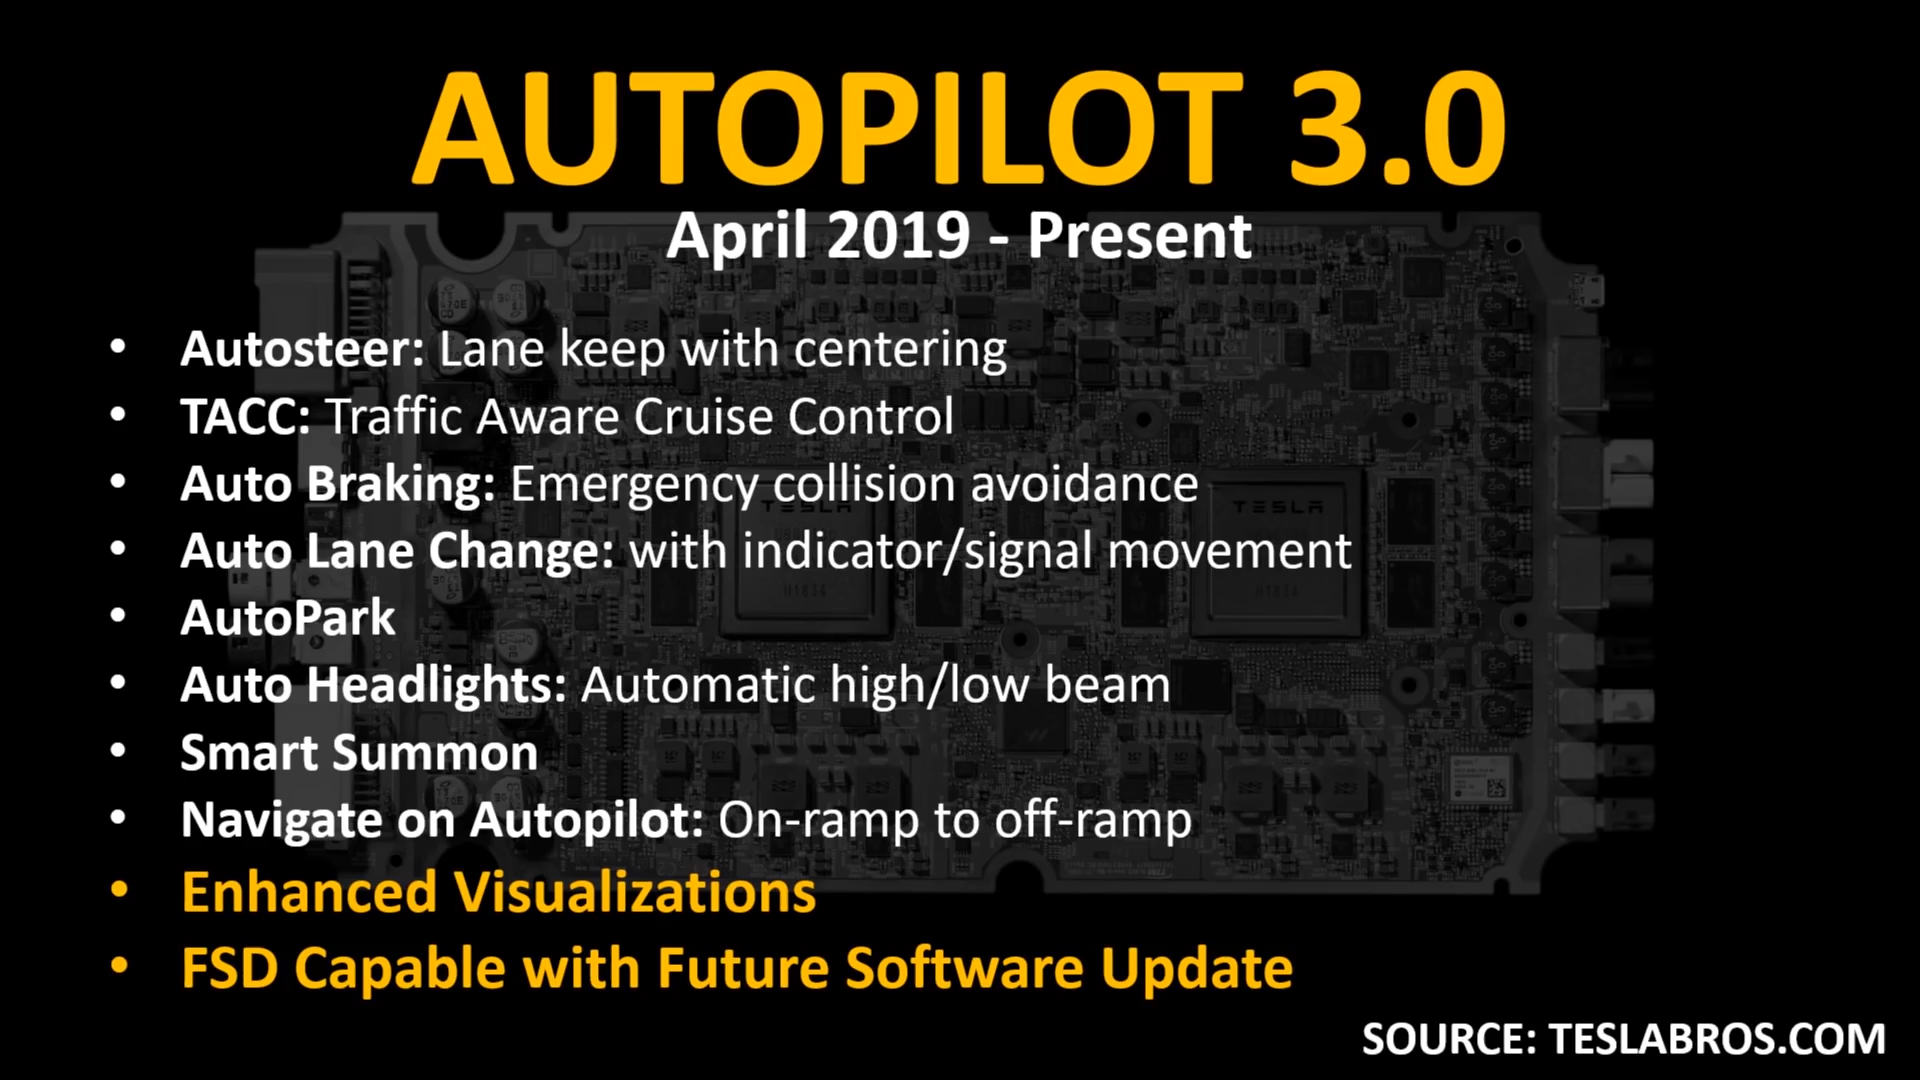 AUTOPILOT 3.0
April 2019 - Present
• Autosteer: Lane keep with centering
• TACC: Traffic Aware Cruise Control
• Auto Braking: Emergency collision avoidance
TESLA
TESLA
• Auto Lane Change: with indicator/signal movement
• AutoPark
• Auto Headlights: Automatic high/low beam
• Smart Summon
• Navigate on Autopilot: On-ramp to off-ramp
• Enhanced Visualizations
• FSD Capable with Future Software Update
SOURCE: TESLABROS.COM